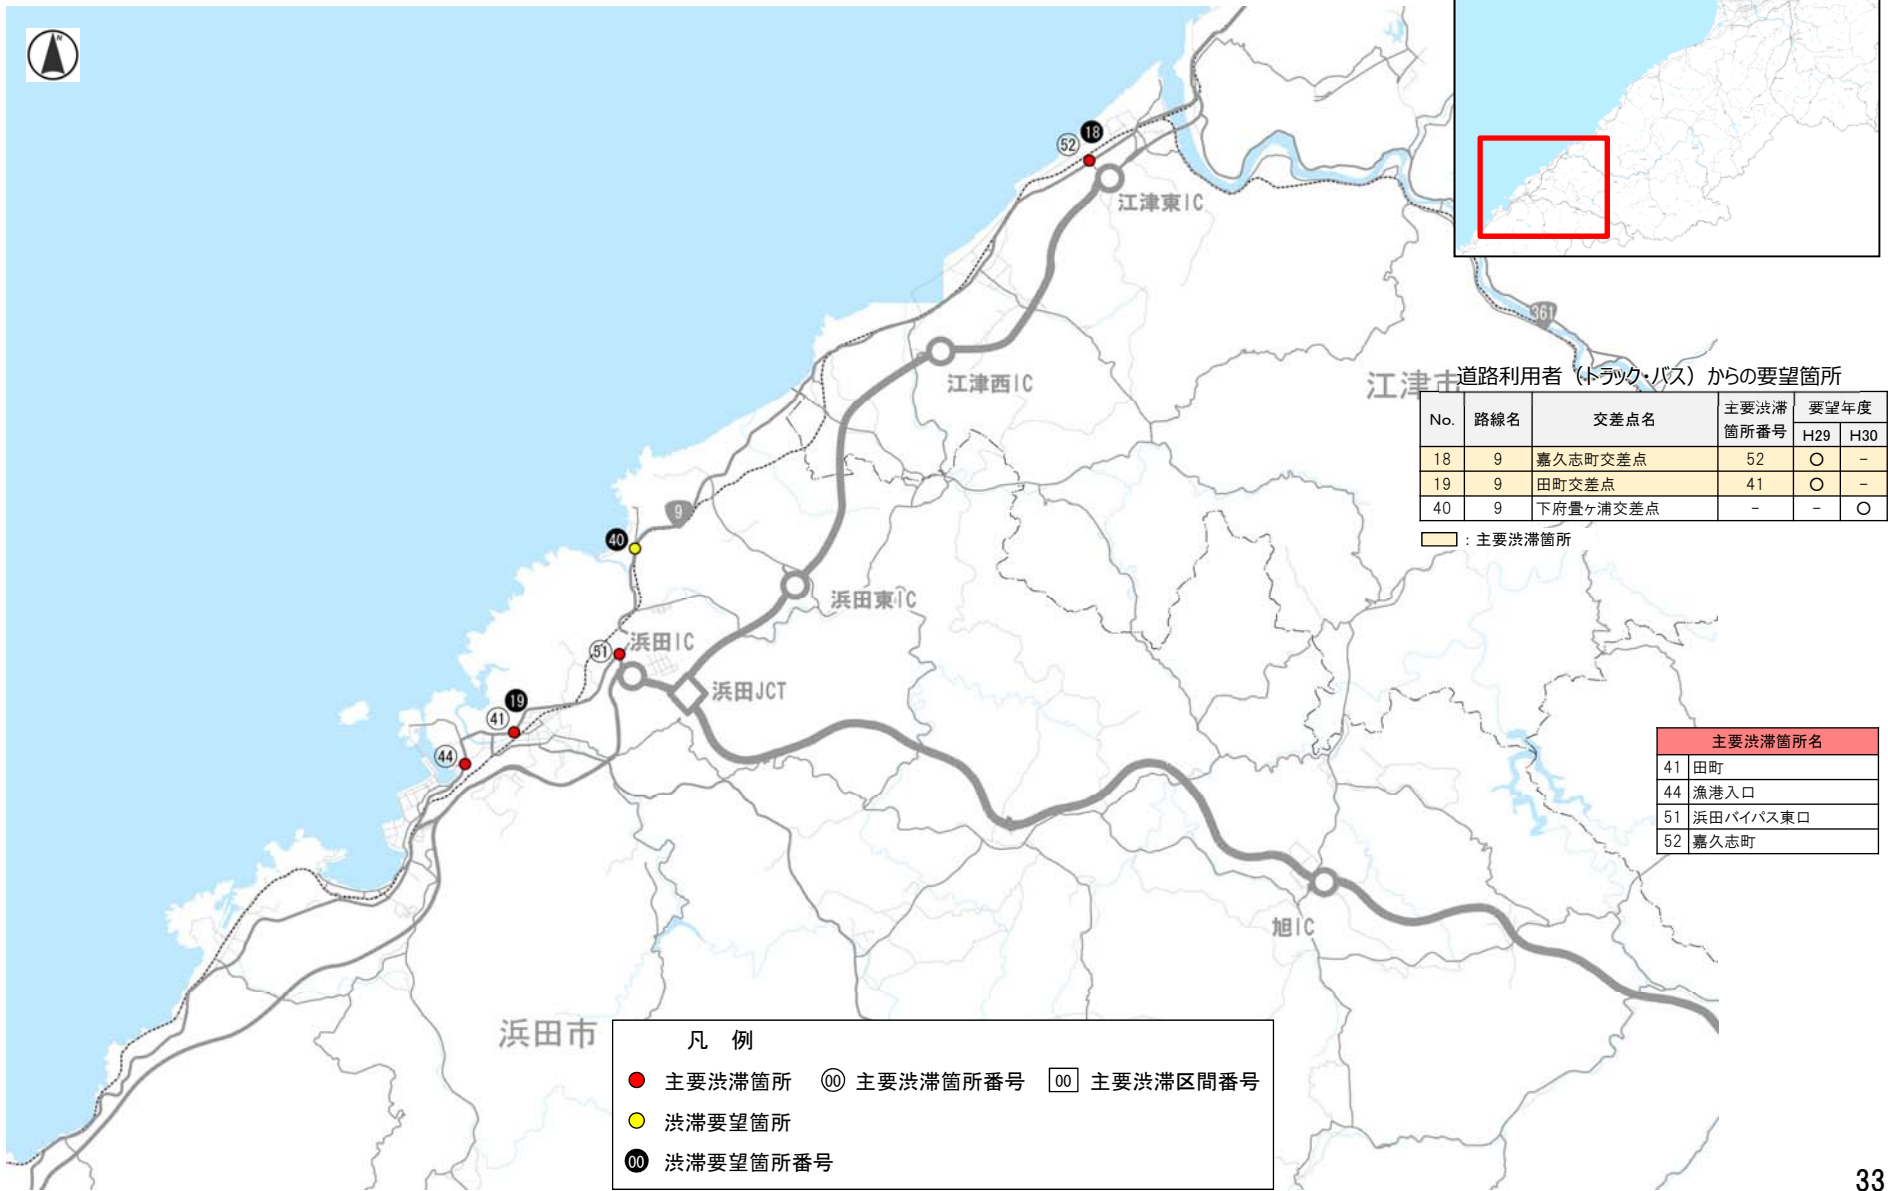 N
18
52
江津東IC
361
江津西IC
江津市
道路利用者（トラック・バス）からの要望箇所
No. 路線名 交差点名 主要渋滞箇所番号 要望年度
H29 H30
18 9 嘉久志町交差点 52 ○ -
19 9 田町交差点 41 ○ -
40 9 下府畳ヶ浦交差点 - - ○
：主要渋滞箇所
9
40
浜田東IC
51
浜田IC
浜田JCT
19
41
44
主要渋滞箇所名
41 田町
44 漁港入口
51 浜田バイパス東口
52 嘉久志町
旭IC
浜田市
凡 例
主要渋滞箇所 00 主要渋滞箇所番号 00 主要渋滞区間番号
渋滞要望箇所
00 渋滞要望箇所番号
33